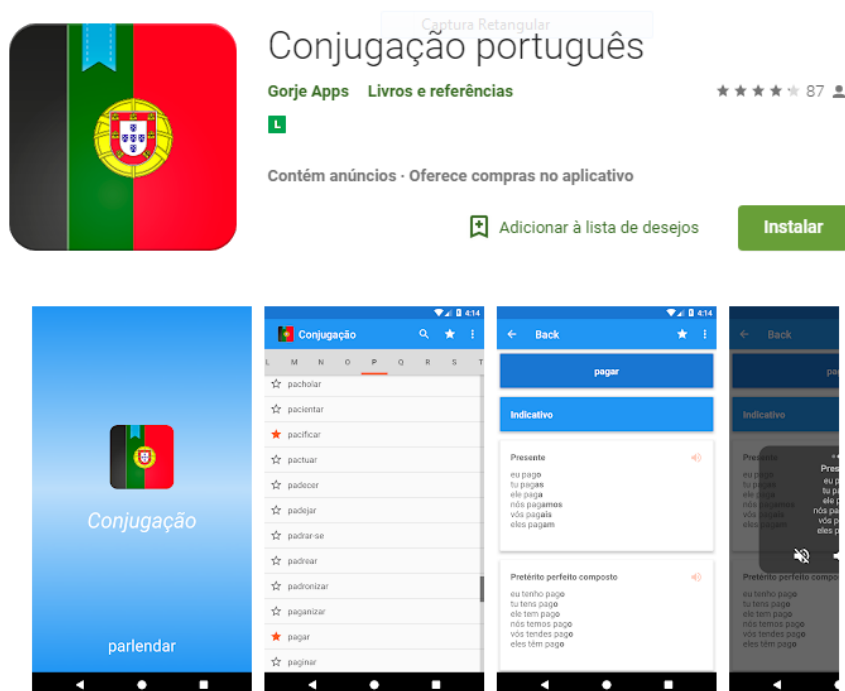 Captura Retangular
Conjugação português
Gorje Apps Livros e referências
87
L
Contém anúncios · Oferece compras no aplicativo
Adicionar à lista de desejos
Instalar
Conjugação
parlendar
4:14
Conjugação
L M N O P Q R S T
pacholar
pacientar
pacificar
pactuar
padecer
padejar
padrar-se
padrear
padronizar
paganizar
pagar
paginar
4:14
Back
pagar
Indicativo
Presente
eu pago
tu pagas
ele paga
nós pagamos
vós pagais
eles pagam
Pretérito perfeito composto
eu tenho pago
tu tens pago
ele tem pago
nós temos pago
vós tendes pago
eles têm pago
Back
Indicativo
Pretérito perfeito compo
eu tenho pago
tu tens pago
ele tem pago
nós temos pago
vós tendes pago
eles têm pago